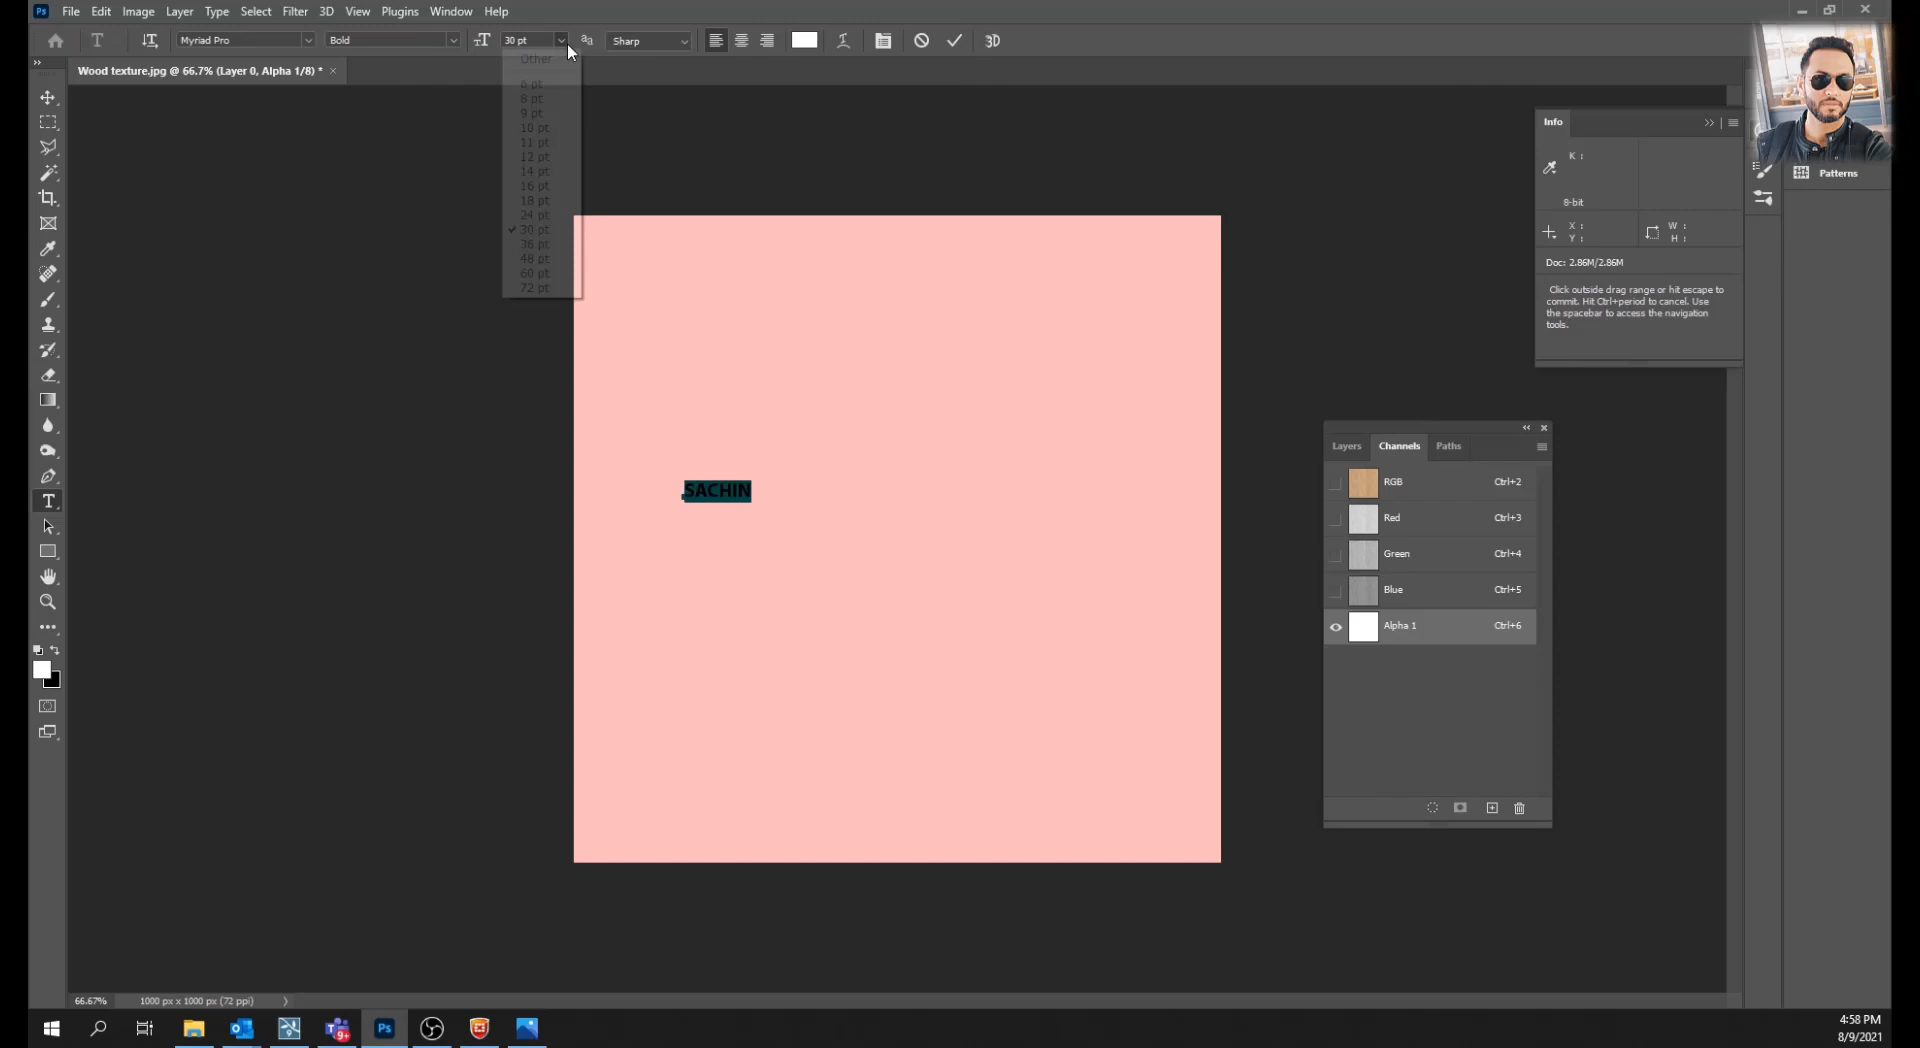 Ps File Edit Image Layer Type Select Filter 3D View Plugins Window Help
Myriad Pro Bold 30 pt Sharp 3D
Wood texture.jpg @ 66.7% (Layer 0, Alpha 1/8) *
Other
6 pt
8 pt
9 pt
10 pt
11 pt
12 pt
14 pt
16 pt
18 pt
24 pt
30 pt
36 pt
48 pt
60 pt
72 pt
SACHIN
Info
K :
8-bit
X :
Y :
W :
H :
Doc: 2.86M/2.86M
Click outside drag range or hit escape to
commit. Hit Ctrl+period to cancel. Use
the spacebar to access the navigation
tools.
Patterns
Layers Channels Paths
RGB Ctrl+2
Red Ctrl+3
Green Ctrl+4
Blue Ctrl+5
Alpha 1 Ctrl+6
66.67% 1000 px x 1000 px (72 ppi)
9+
Ps
4:58 PM
8/9/2021